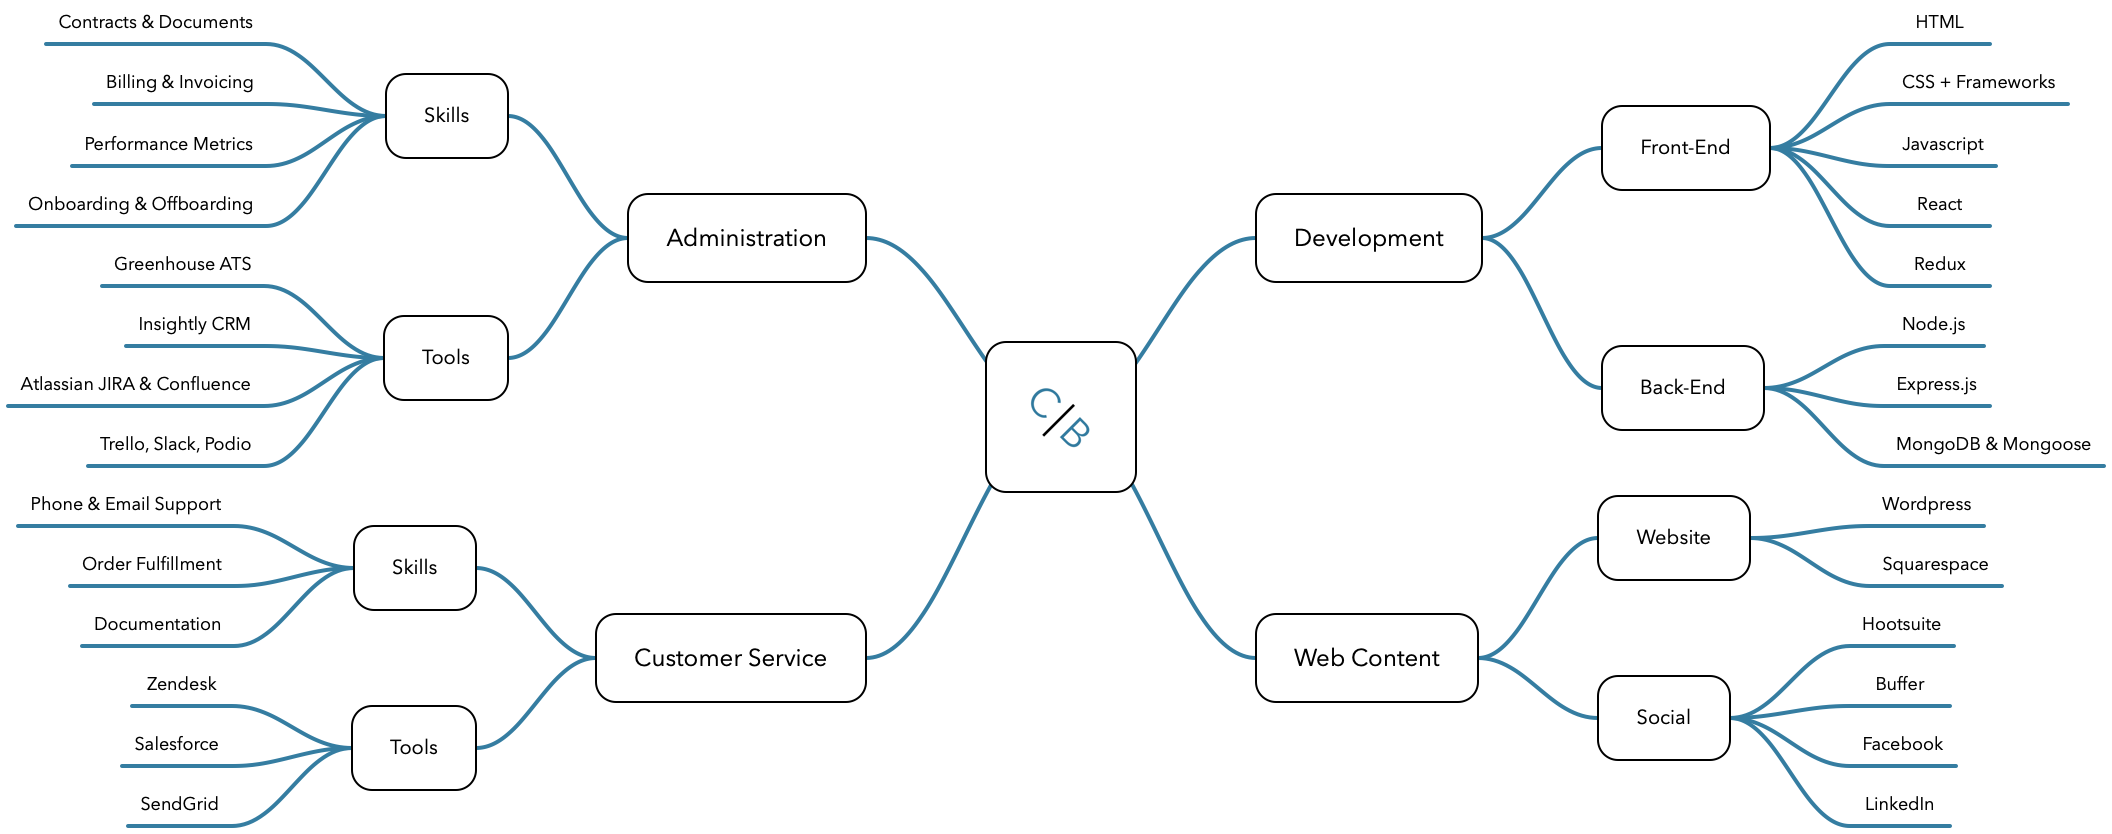 Contracts & Documents
Billing & Invoicing
Performance Metrics
Onboarding & Offboarding
Skills
Greenhouse ATS
Insightly CRM
Atlassian JIRA & Confluence
Trello, Slack, Podio
Tools
Administration
Phone & Email Support
Order Fulfillment
Documentation
Skills
Zendesk
Salesforce
SendGrid
Tools
Customer Service
C/B
Development
Front-End
HTML
CSS + Frameworks
Javascript
React
Redux
Back-End
Node.js
Express.js
MongoDB & Mongoose
Web Content
Website
Wordpress
Squarespace
Social
Hootsuite
Buffer
Facebook
LinkedIn